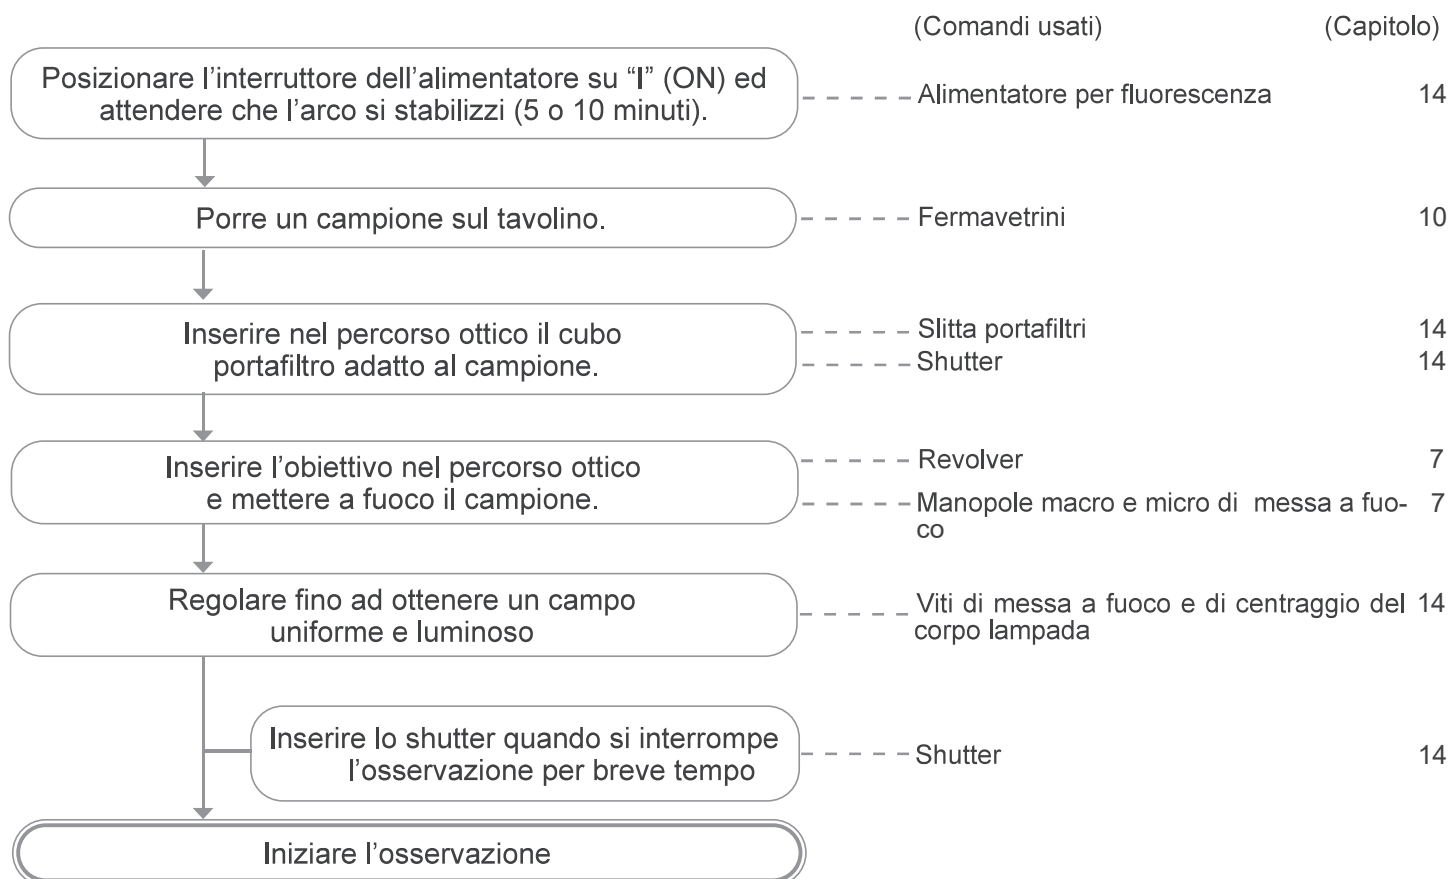 (Comandi usati) (Capitolo)
Posizionare l’interruttore dell’alimentatore su “I” (ON) ed
attendere che l’arco si stabilizzi (5 o 10 minuti).
Alimentatore per fluorescenza 14
Porre un campione sul tavolino.
Fermavetrini 10
Inserire nel percorso ottico il cubo
portafiltro adatto al campione.
Slitta portafiltri 14
Shutter 14
Inserire l’obiettivo nel percorso ottico
e mettere a fuoco il campione.
Revolver 7
Manopole macro e micro di messa a fuo- 7
co
Regolare fino ad ottenere un campo
uniforme e luminoso
Viti di messa a fuoco e di centraggio del 14
corpo lampada
Inserire lo shutter quando si interrompe
l’osservazione per breve tempo
Shutter 14
Iniziare l’osservazione